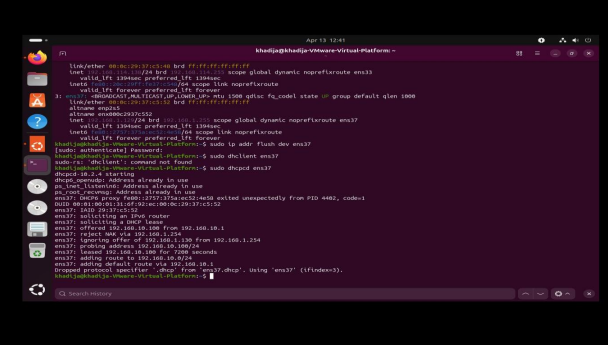 Apr 13 12:41
khadija@khadija-VMware-Virtual-Platform: ~
link/ether 00:0c:29:37:c5:48 brd ff:ff:ff:ff:ff:ff
inet 192.168.114.130/24 brd 192.168.114.255 scope global dynamic noprefixroute ens33
valid_lft 1394sec preferred_lft 1394sec
inet6 /64 scope link noprefixroute
valid_lft forever preferred_lft forever
3: ens37: <BROADCAST,MULTICAST,UP,LOWER_UP> mtu 1500 qdisc fq_codel state UP group default qlen 1000
link/ether 00:0c:29:37:c5:52 brd ff:ff:ff:ff:ff:ff
altname enp2s5
altname enx000c2937c552
inet 192.168.1.129/24 brd 192.168.1.255 scope global dynamic noprefixroute ens37
valid_lft 1394sec preferred_lft 1394sec
inet6 fe80::2757:375a:ec52:4e58/64 scope link noprefixroute
valid_lft forever preferred_lft forever
khadija@khadija-VMware-Virtual-Platform:~$ sudo ip addr flush dev ens37
[sudo: authenticate] Password:
khadija@khadija-VMware-Virtual-Platform:~$ sudo dhclient ens37
sudo-rs: 'dhclient': command not found
khadija@khadija-VMware-Virtual-Platform:~$ sudo dhcpcd ens37
dhcpcd-10.2.4 starting
dhcp6_openudp: Address already in use
ps_inet_listenin6: Address already in use
ps_root_recvmsg: Address already in use
ens37: DHCP6 proxy fe80::2757:375a:ec52:4e58 exited unexpectedly from PID 4402, code=1
DUID 00:01:00:01:31:6f:92:ec:00:0c:29:37:c5:52
ens37: IAID 29:37:c5:52
ens37: soliciting an IPv6 router
ens37: soliciting a DHCP lease
ens37: offered 192.168.10.100 from 192.168.10.1
ens37: reject NAK via 192.168.1.254
ens37: ignoring offer of 192.168.1.130 from 192.168.1.254
ens37: probing address 192.168.10.100/24
ens37: leased 192.168.10.100 for 7200 seconds
ens37: adding route to 192.168.10.0/24
ens37: adding default route via 192.168.10.1
Dropped protocol specifier '.dhcp' from 'ens37.dhcp'. Using 'ens37' (ifindex=3).
khadija@khadija-VMware-Virtual-Platform:~$
Search History